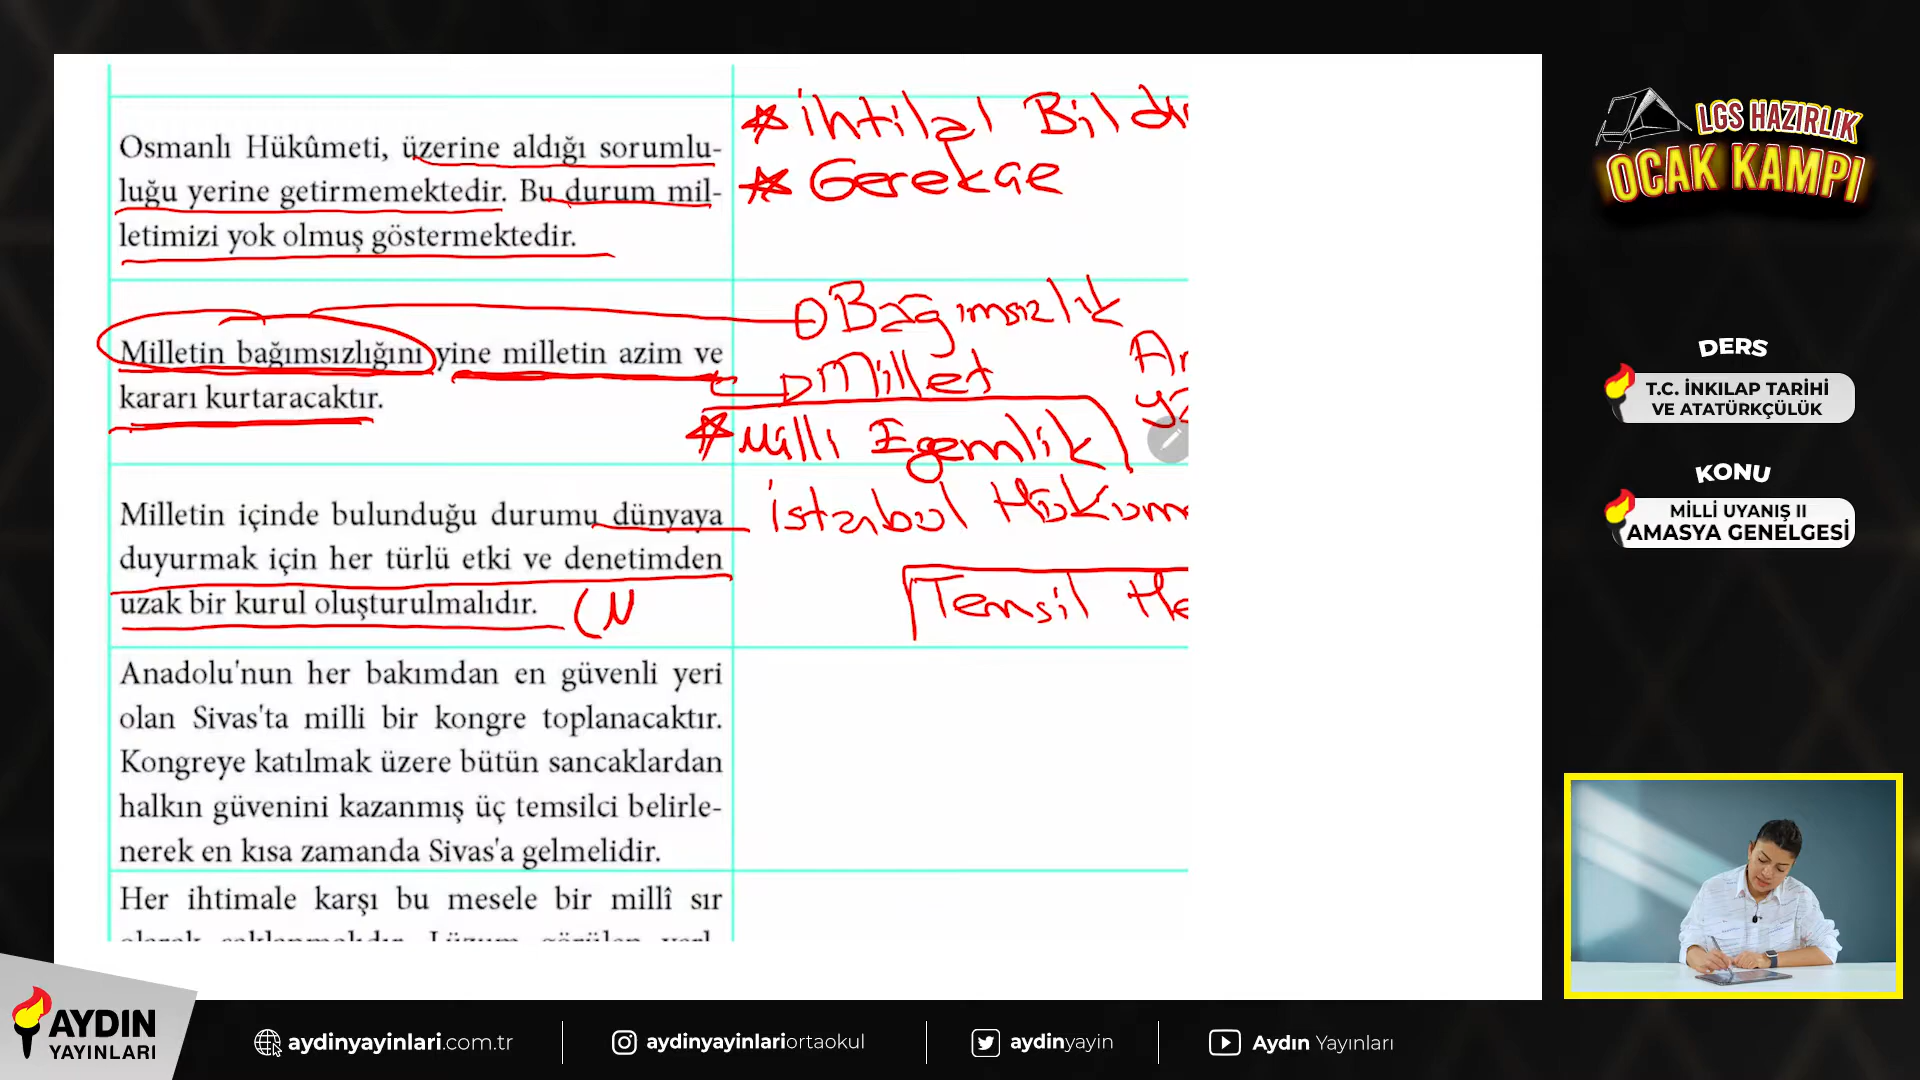 Osmanlı Hükûmeti, üzerine aldığı sorumlu-
luğu yerine getirmemektedir. Bu durum mil-
letimizi yok olmuş göstermektedir.
İhtilal Bildi
Gerekçe
Milletin bağımsızlığını yine milletin azim ve
kararı kurtaracaktır.
Bağımsızlık
Millet
Milli Egemlik
Milletin içinde bulunduğu durumu dünyaya
duyurmak için her türlü etki ve denetimden
uzak bir kurul oluşturulmalıdır.
İstanbul Hüküm
Temsil He
Anadolu'nun her bakımdan en güvenli yeri
olan Sivas'ta milli bir kongre toplanacaktır.
Kongreye katılmak üzere bütün sancaklardan
halkın güvenini kazanmış üç temsilci belirle-
nerek en kısa zamanda Sivas'a gelmelidir.
Her ihtimale karşı bu mesele bir millî sır
LGS HAZIRLIK
OCAK KAMPI
DERS
T.C. İNKILAP TARİHİ
VE ATATÜRKÇÜLÜK
KONU
MİLLİ UYANIŞ II
AMASYA GENELGESİ
AYDIN
YAYINLARI
aydinyayinlari.com.tr
aydinyayinlariortaokul
aydinyayin
Aydın Yayınları